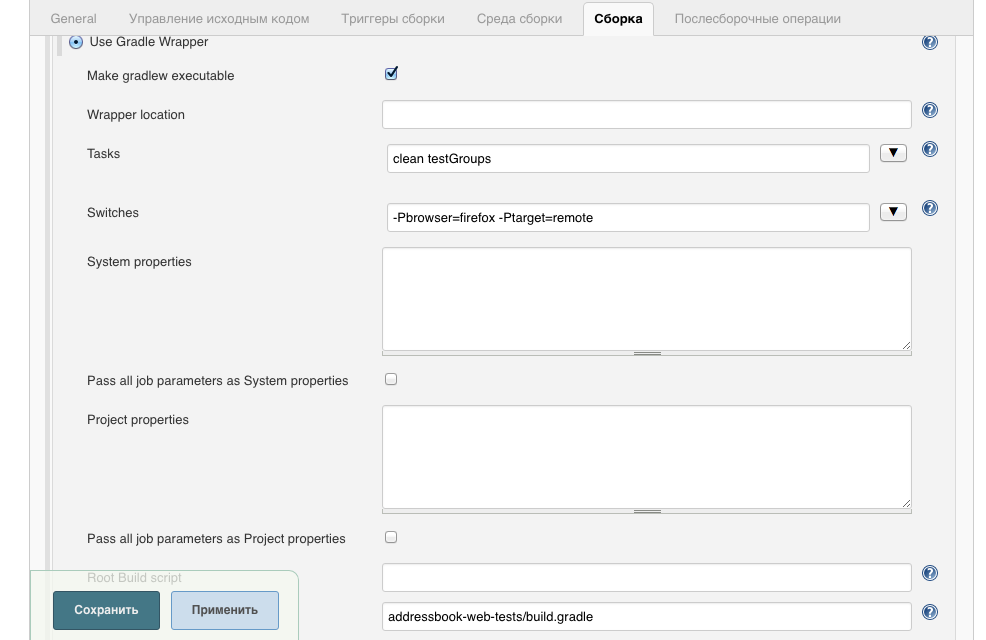 General Управление исходным кодом Триггеры сборки Среда сборки Сборка Послесборочные операции
Use Gradle Wrapper
Make gradlew executable
Wrapper location
Tasks clean testGroups
Switches -Pbrowser=firefox -Ptarget=remote
System properties
Pass all job parameters as System properties
Project properties
Pass all job parameters as Project properties
Root Build script
Сохранить Применить
addressbook-web-tests/build.gradle